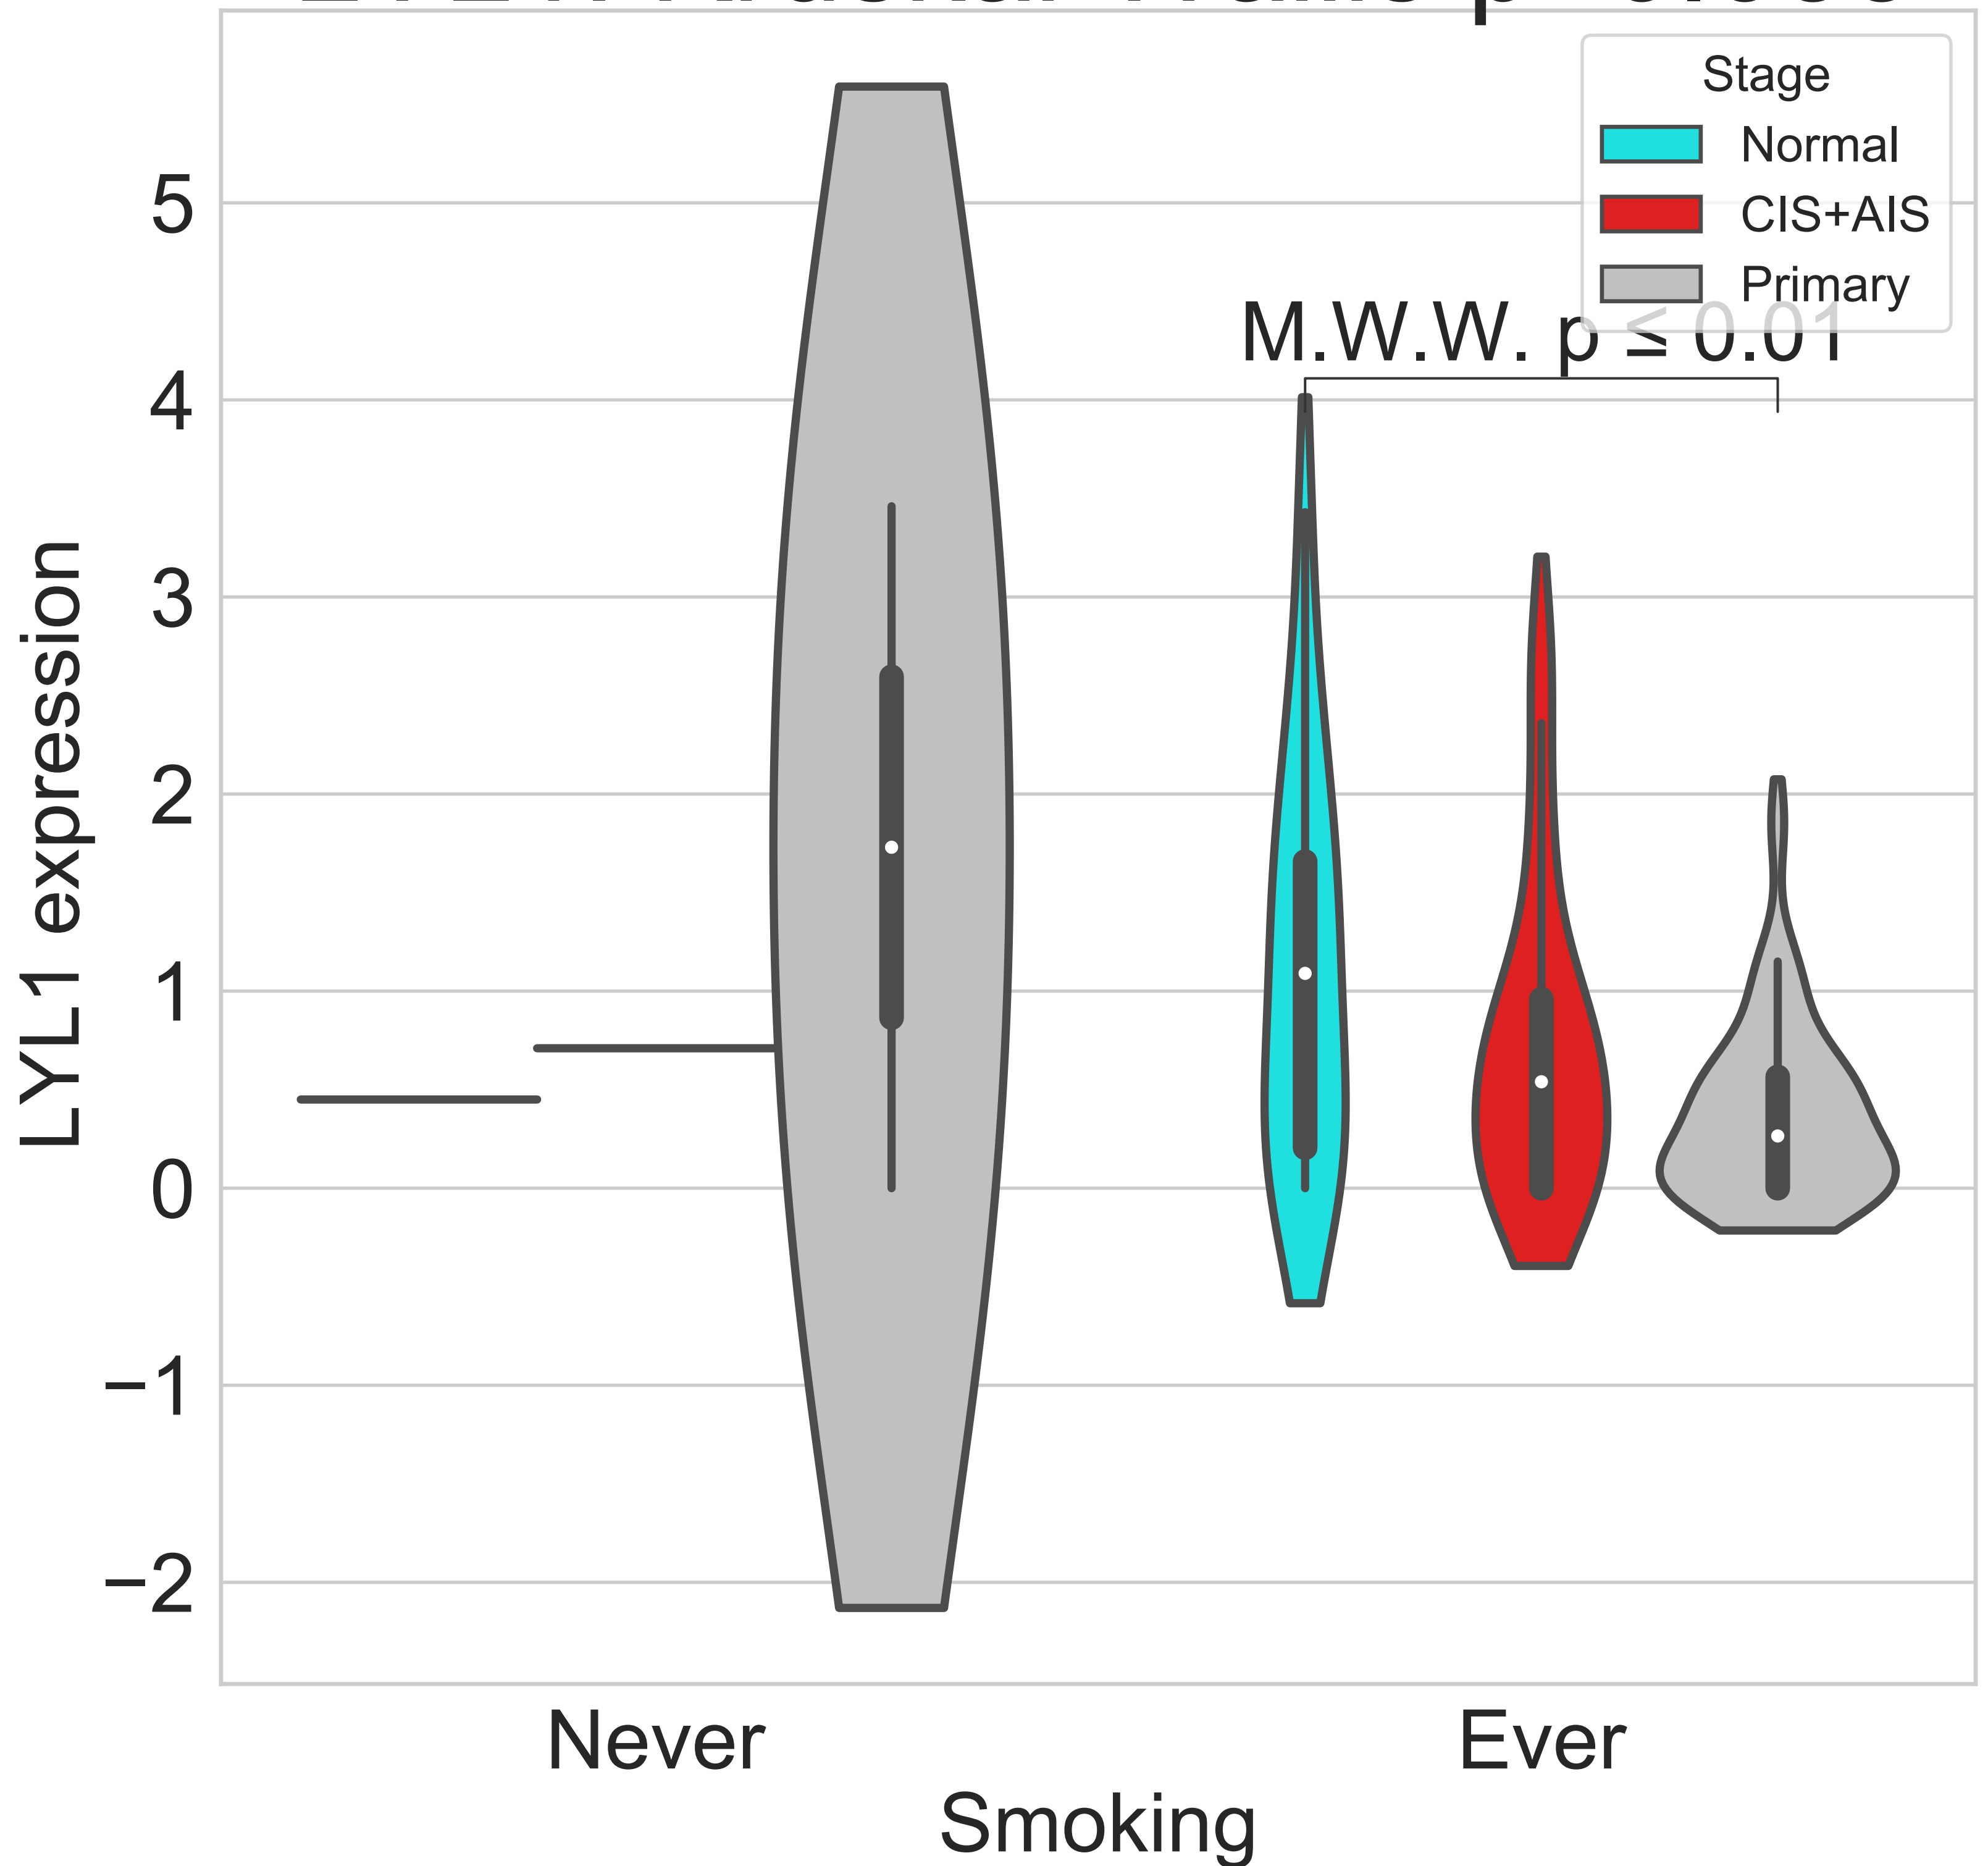 Stage
Normal
CIS+AIS
Primary
M.W.W. p ≤ 0.01
5
4
3
2
1
0
−1
−2
LYL1 expression
Never
Ever
Smoking